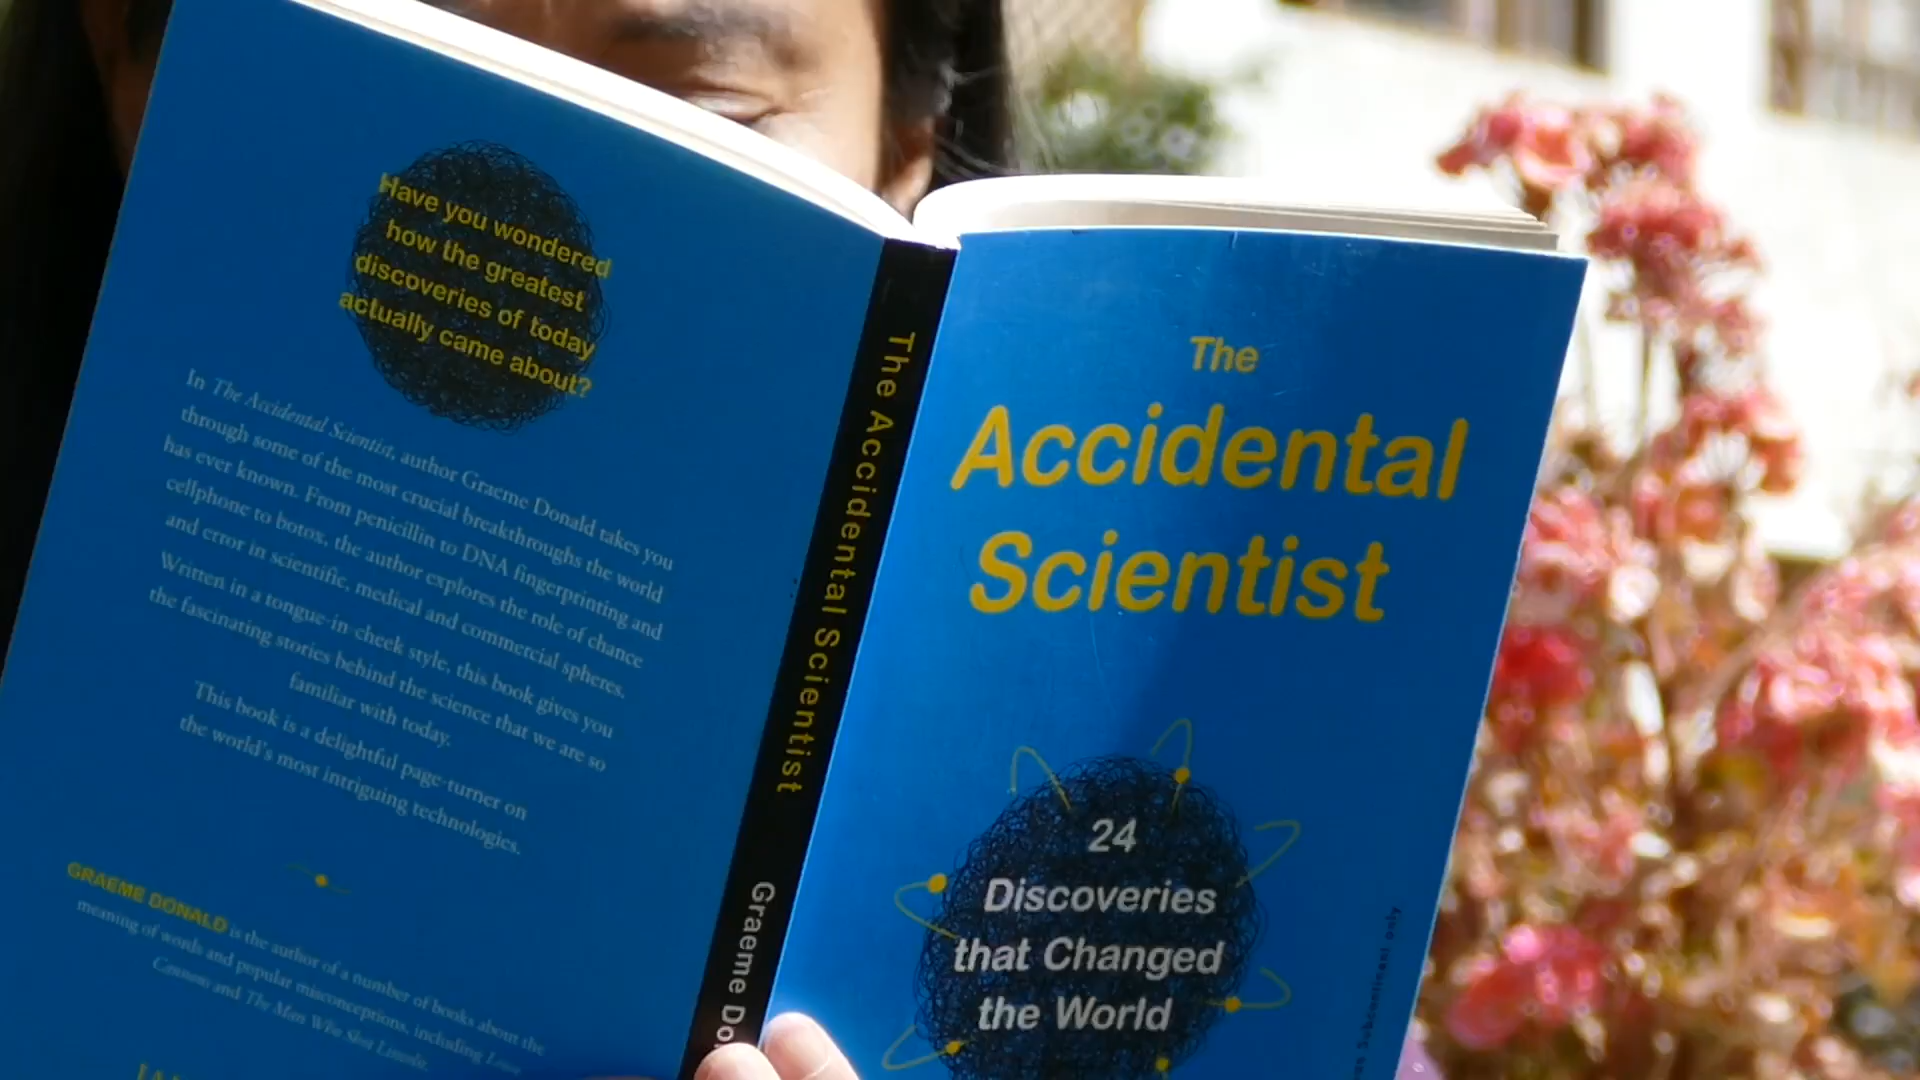 Have you wondered
how the greatest
discoveries of today
actually came about?
In The Accidental Scientist, author Graeme Donald takes you
through some of the most crucial breakthroughs the world
has ever known. From penicillin to DNA fingerprinting and
cellphone to botox, the author explores the role of chance
and error in scientific, medical and commercial spheres.
Written in a tongue-in-cheek style, this book gives you
the fascinating stories behind the science that we are so
familiar with today.
This book is a delightful page-turner on
the world's most intriguing technologies.
GRAEME DONALD is the author of a number of books about the
meaning of words and popular misconceptions, including
and The Man Who Shot Lincoln.
The Accidental Scientist
Graeme
The
Accidental
Scientist
24
Discoveries
that Changed
the World
Subcontinent only